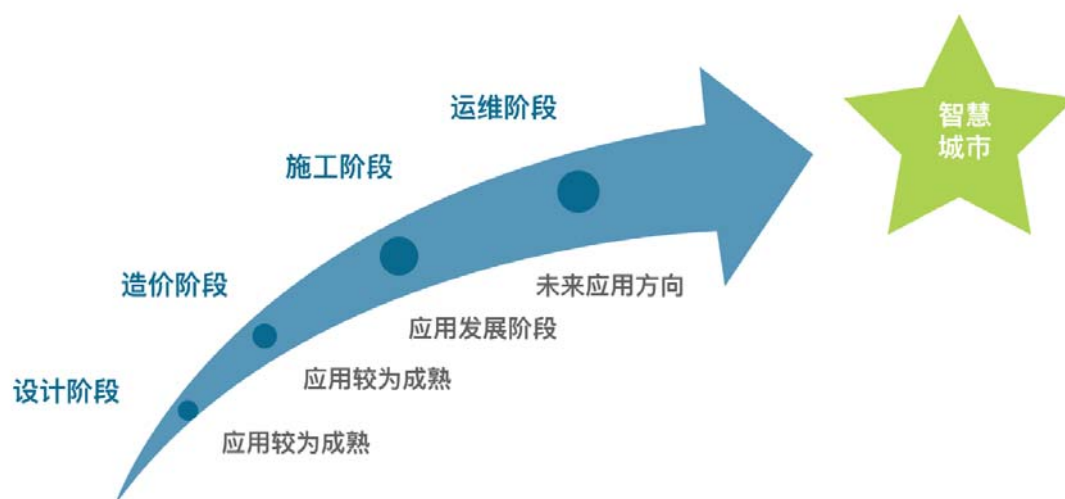 智慧
城市
运维阶段
施工阶段
未来应用方向
造价阶段
应用发展阶段
应用较为成熟
设计阶段
应用较为成熟